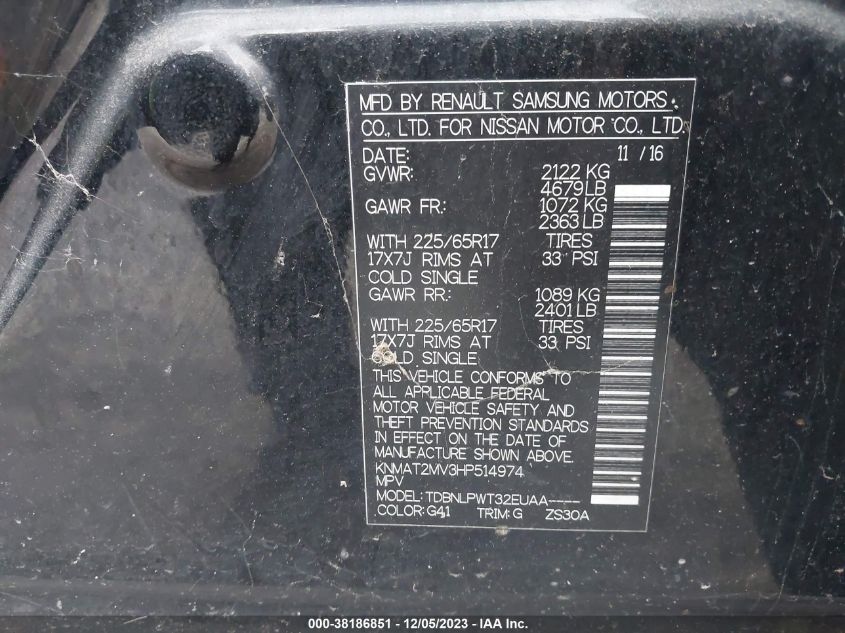 MFD BY RENAULT SAMSUNG MOTORS
CO., LTD. FOR NISSAN MOTOR CO., LTD.
DATE: 11 / 16
GVWR: 2122 KG
4679 LB
GAWR FR.: 1072 KG
2363 LB
WITH 225/65R17 TIRES
17X7J RIMS AT 33 PSI
COLD SINGLE
GAWR RR.: 1089 KG
2401 LB
WITH 225/65R17 TIRES
17X7J RIMS AT 33 PSI
COLD SINGLE
THIS VEHICLE CONFORMS TO
ALL APPLICABLE FEDERAL
MOTOR VEHICLE SAFETY AND
THEFT PREVENTION STANDARDS
IN EFFECT ON THE DATE OF
MANUFACTURE SHOWN ABOVE.
KNMAT2MV3HP514974
MPV
MODEL: TDBNLPWT32EUAA----
COLOR: G41 TRIM: G ZS30A
000-38186851 - 12/05/2023 - IAA Inc.